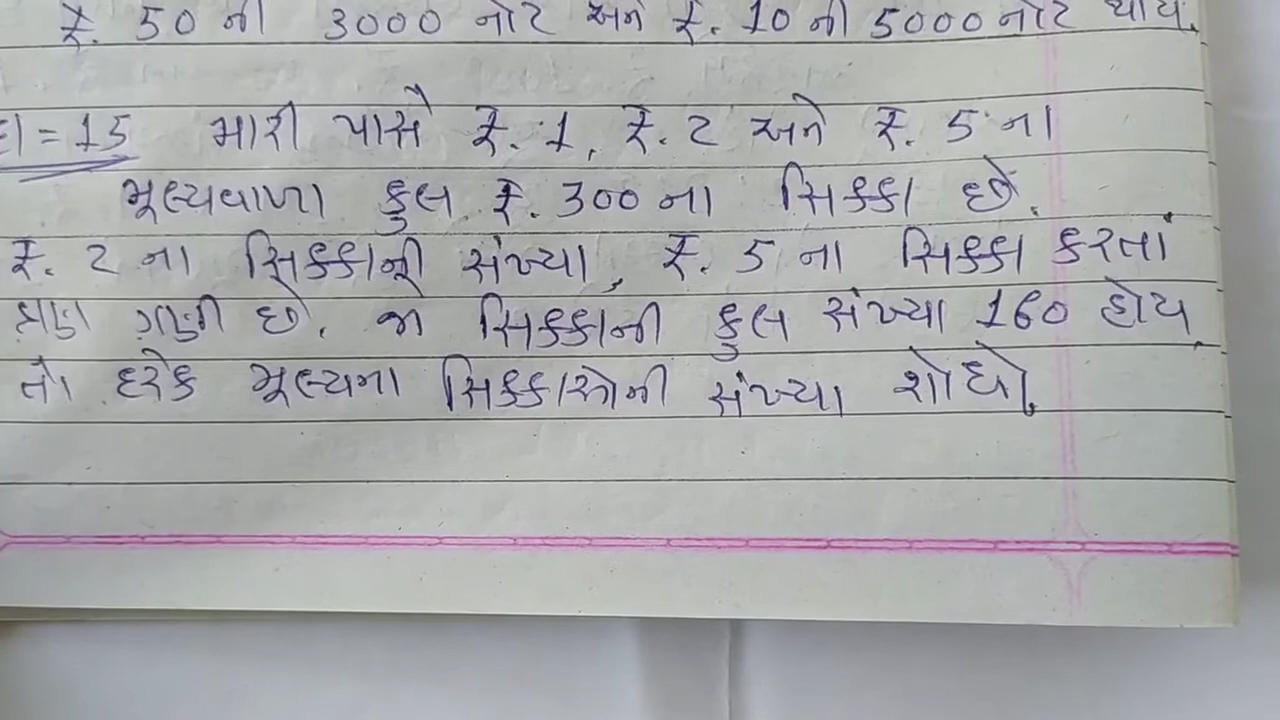 ₹. 50 ની 3000 નોટ અને ₹. 10 ની 5000 નોટ થાય.
દા = 15 મારી પાસે ₹. 1, ₹. 2 અને ₹. 5 ના
મૂલ્યવાળા કુલ ₹. 300 ના સિક્કા છે.
₹. 2 ના સિક્કાની સંખ્યા, ₹. 5 ના સિક્કા કરતાં
ત્રણ ગણી છે. જો સિક્કાની કુલ સંખ્યા 160 હોય
તો દરેક મૂલ્યના સિક્કાઓની સંખ્યા શોધો.